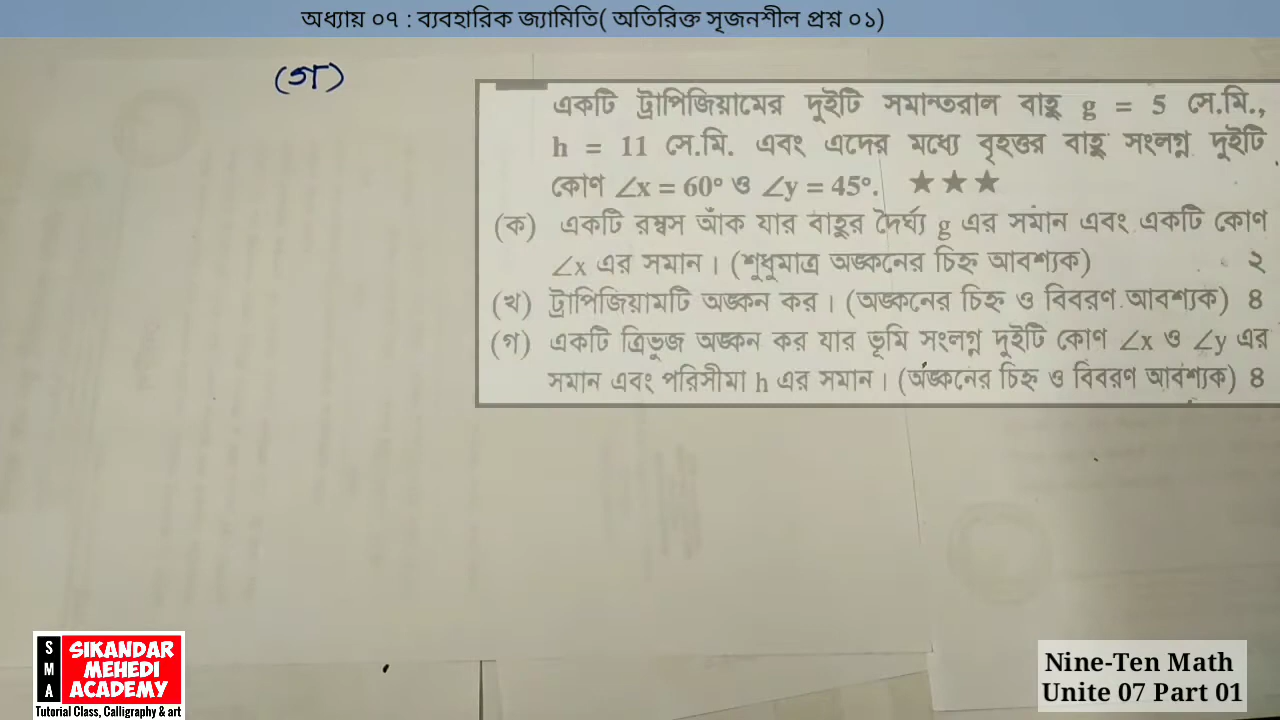 অধ্যায় ০৭ : ব্যবহারিক জ্যামিতি( অতিরিক্ত সৃজনশীল প্রশ্ন ০১)
(গ)
একটি ট্রাপিজিয়ামের দুইটি সমান্তরাল বাহু g = 5 সে.মি.,
h = 11 সে.মি. এবং এদের মধ্যে বৃহত্তর বাহু সংলগ্ন দুইটি
কোণ ∠x = 60° ও ∠y = 45°. ★★★
(ক) একটি রম্বস আঁক যার বাহুর দৈর্ঘ্য g এর সমান এবং একটি কোণ
∠x এর সমান। (শুধুমাত্র অঙ্কনের চিহ্ন আবশ্যক) ২
(খ) ট্রাপিজিয়ামটি অঙ্কন কর। (অঙ্কনের চিহ্ন ও বিবরণ আবশ্যক) ৪
(গ) একটি ত্রিভুজ অঙ্কন কর যার ভূমি সংলগ্ন দুইটি কোণ ∠x ও ∠y এর
সমান এবং পরিসীমা h এর সমান। (অঙ্কনের চিহ্ন ও বিবরণ আবশ্যক) ৪
SMA
SIKANDAR
MEHEDI
ACADEMY
Tutorial Class, Calligraphy & art
Nine-Ten Math
Unite 07 Part 01